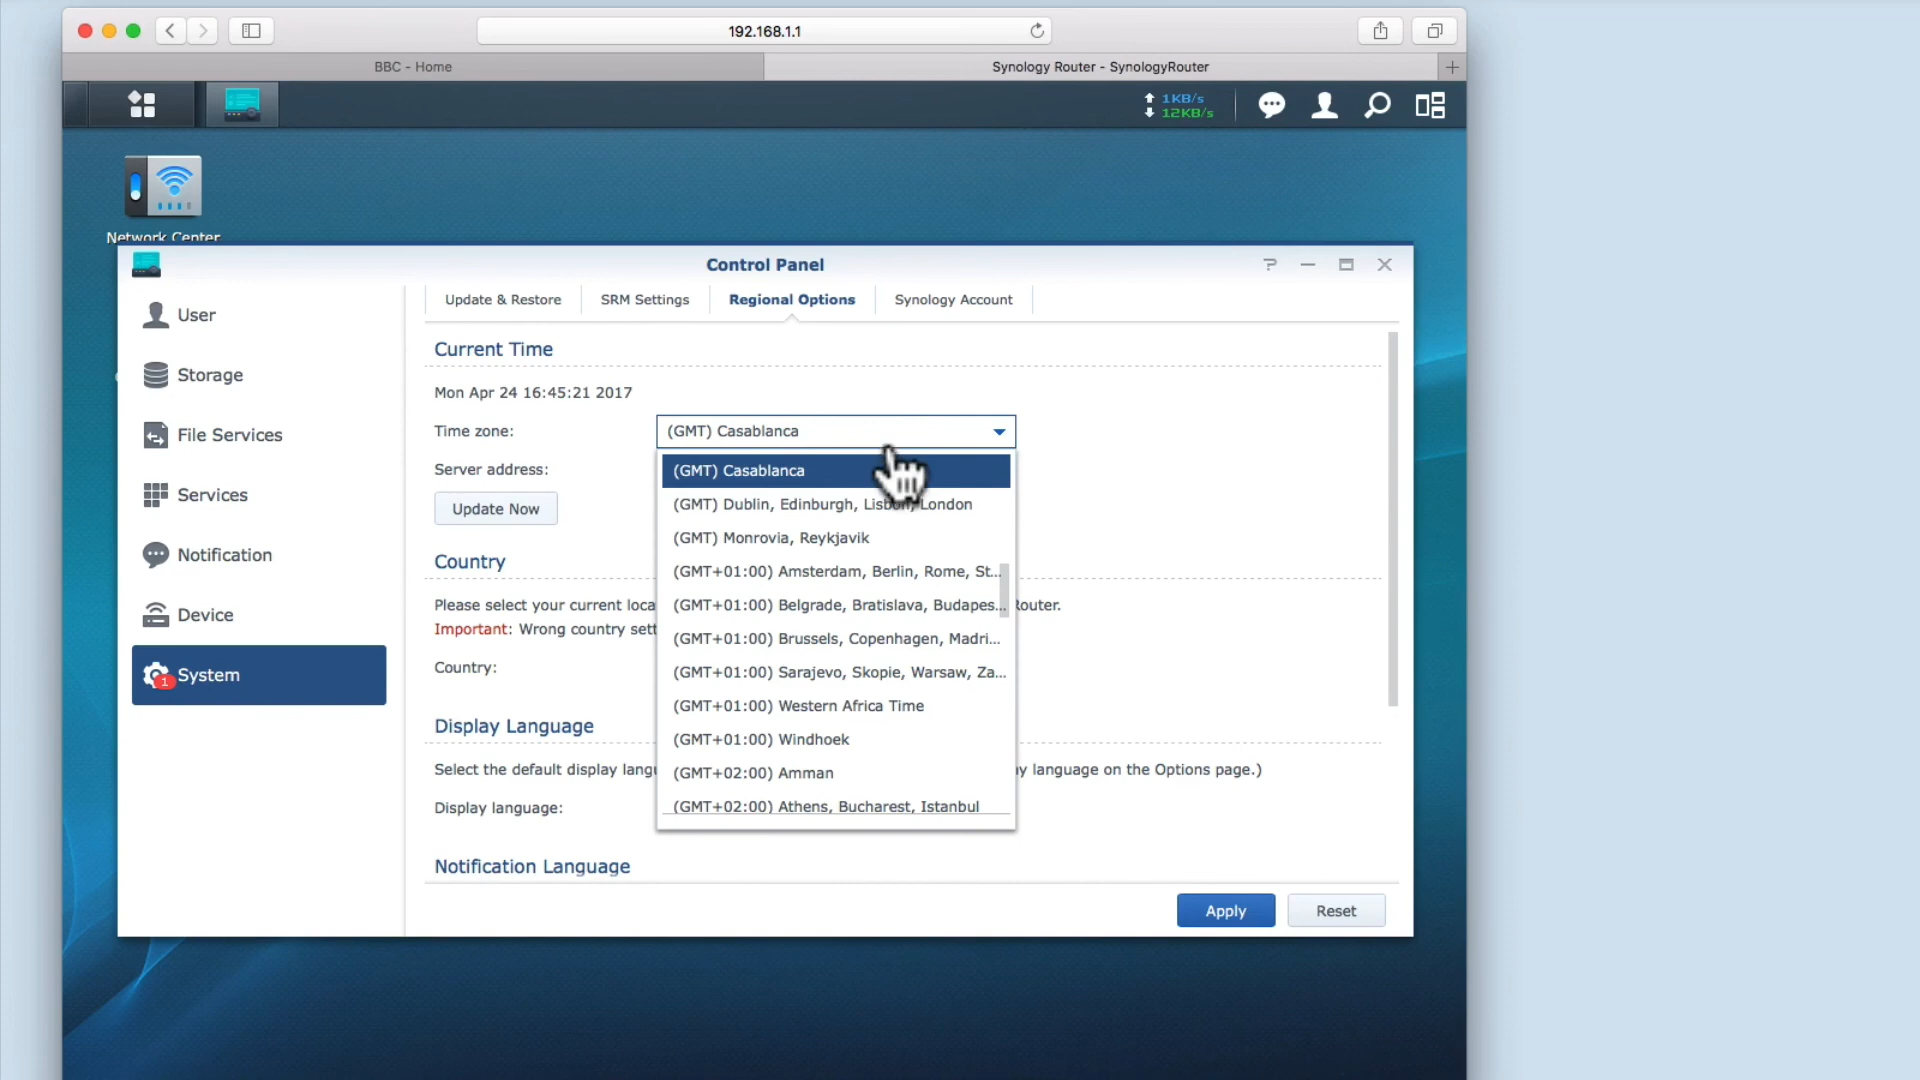 192.168.1.1
BBC - Home
Synology Router - SynologyRouter
1KB/s
12KB/s
Network Center
Control Panel
User
Storage
File Services
Services
Notification
Device
1
System
Update & Restore
SRM Settings
Regional Options
Synology Account
Current Time
Mon Apr 24 16:45:21 2017
Time zone:
(GMT) Casablanca
Server address:
Update Now
(GMT) Casablanca
(GMT) Dublin, Edinburgh, Lisbon, London
(GMT) Monrovia, Reykjavik
(GMT+01:00) Amsterdam, Berlin, Rome, St...
(GMT+01:00) Belgrade, Bratislava, Budapes...
(GMT+01:00) Brussels, Copenhagen, Madri...
(GMT+01:00) Sarajevo, Skopie, Warsaw, Za...
(GMT+01:00) Western Africa Time
(GMT+01:00) Windhoek
(GMT+02:00) Amman
(GMT+02:00) Athens, Bucharest, Istanbul
Country
Please select your current loca
Router.
Important: Wrong country sett
Country:
Display Language
Select the default display langu
y language on the Options page.)
Display language:
Notification Language
Apply
Reset